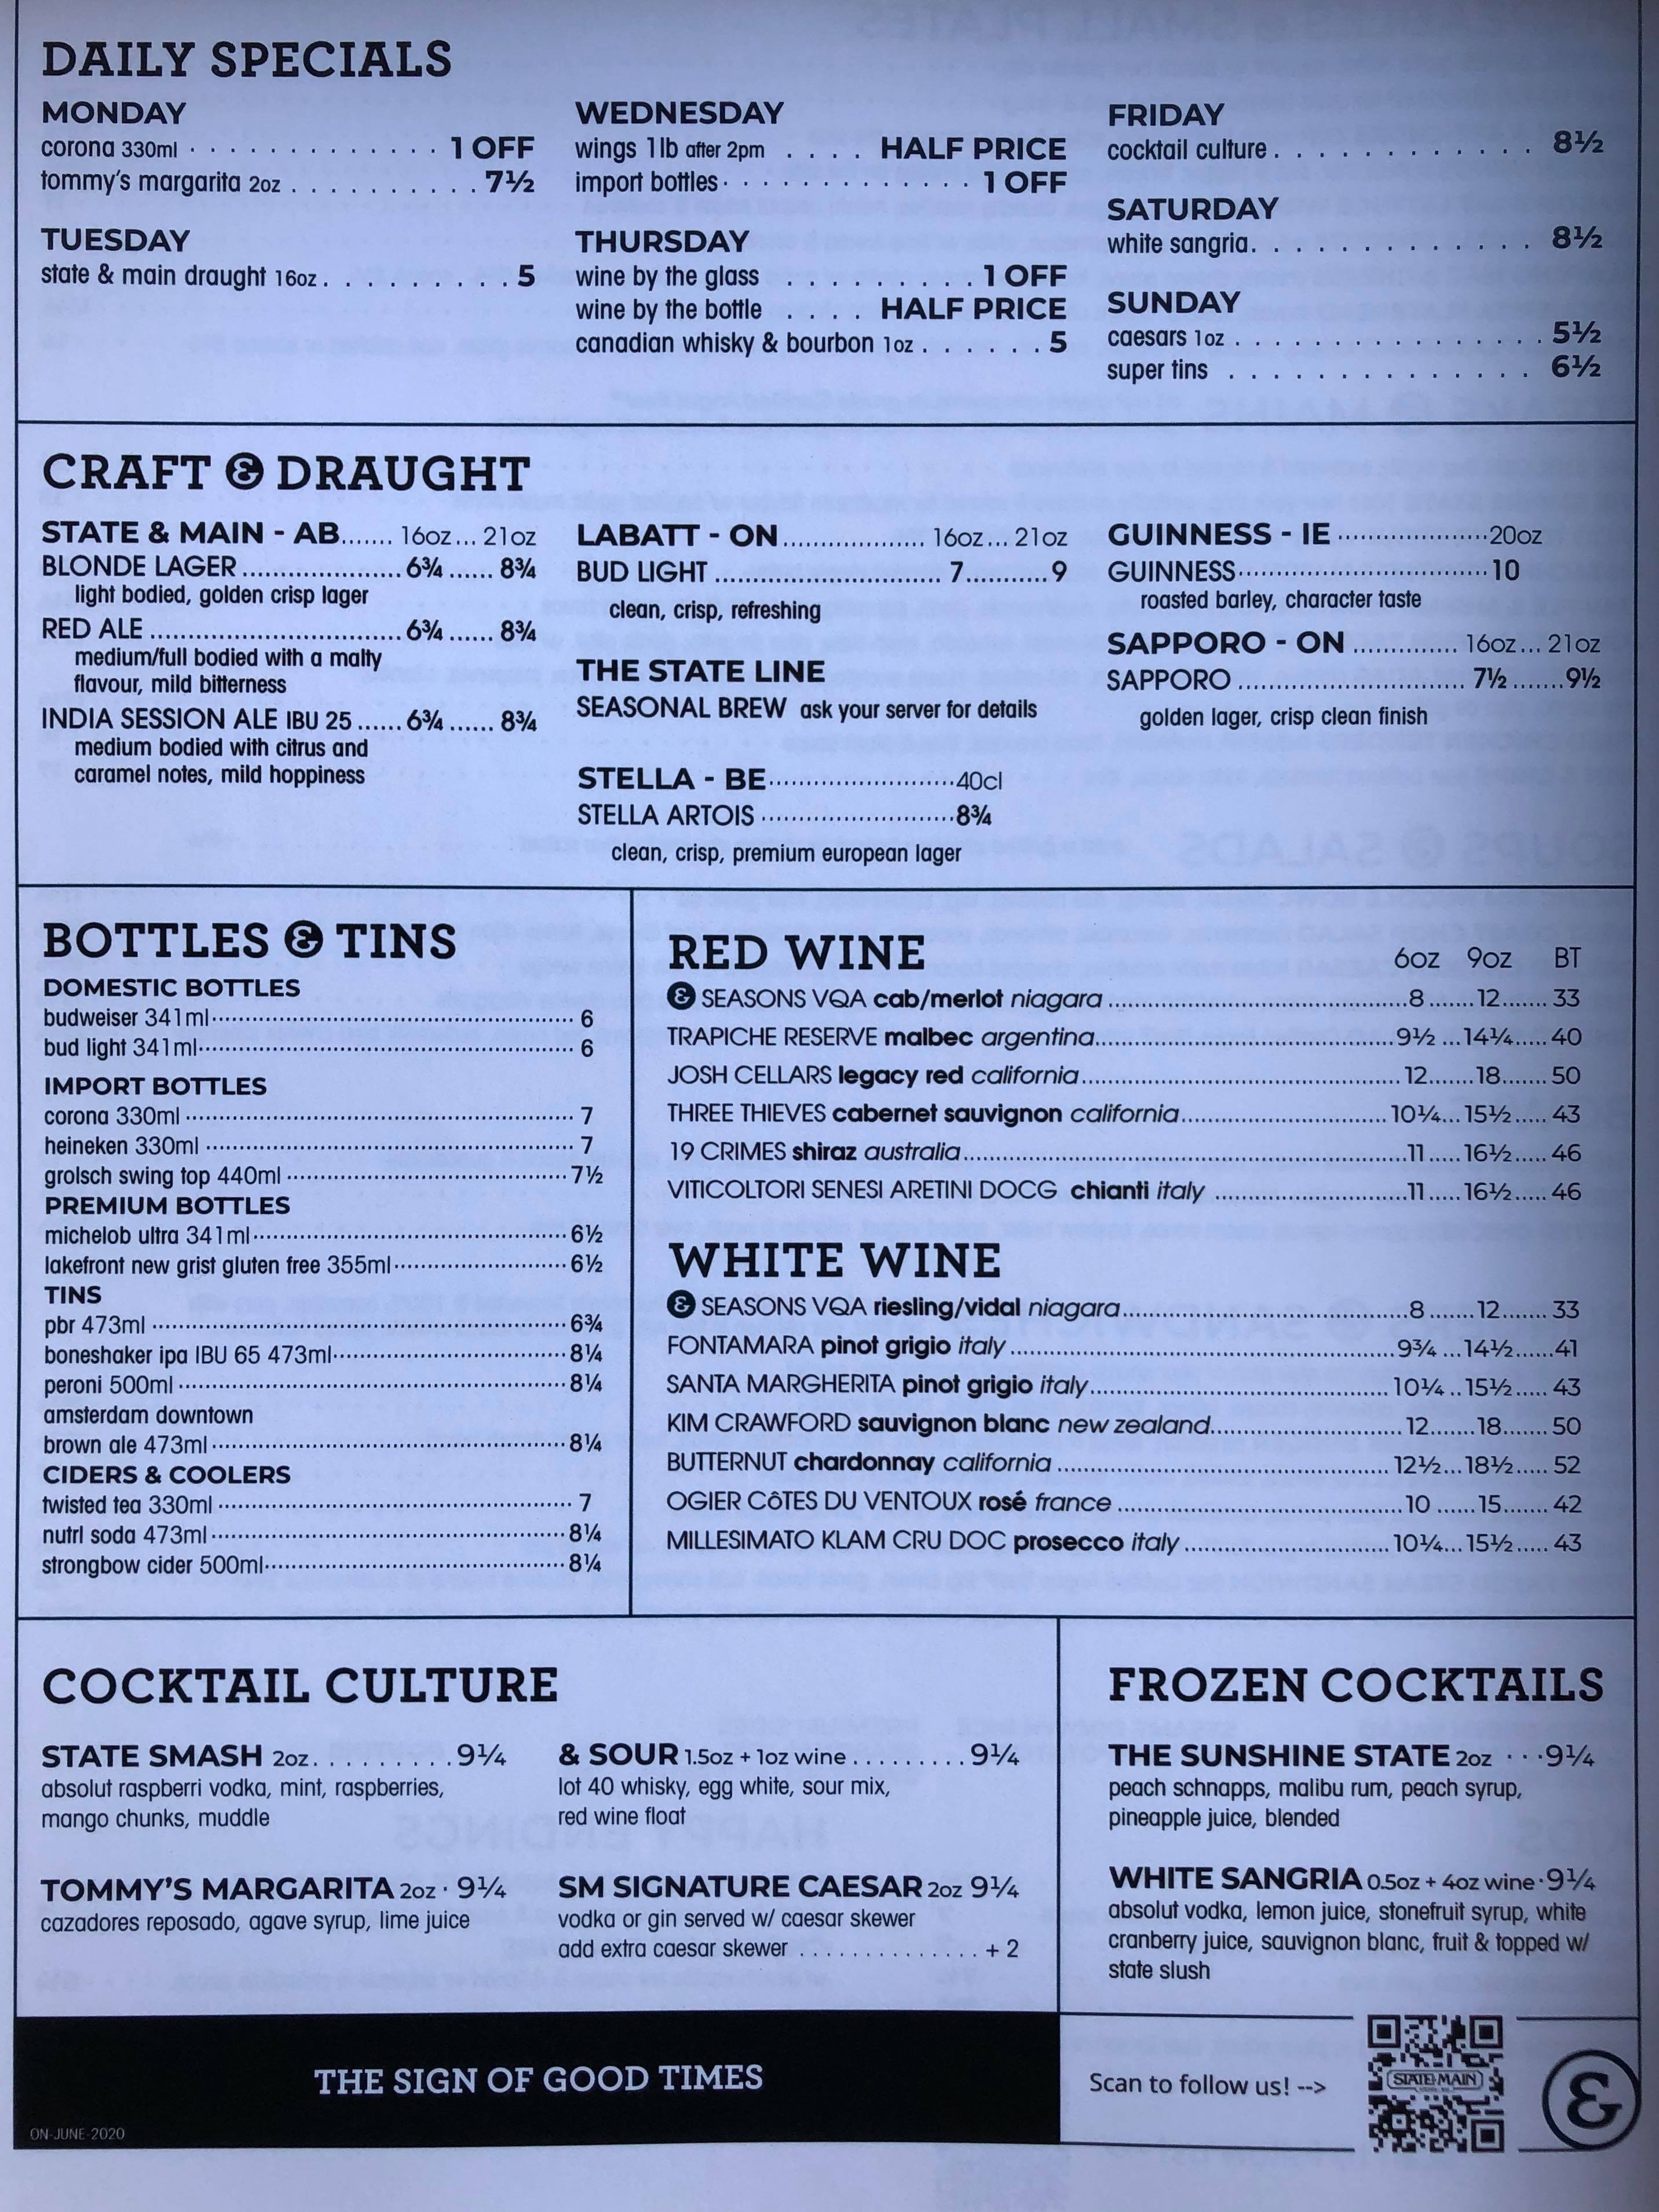 DAILY SPECIALS
MONDAY
corona 330ml . . . . . . . . . . . . . 1 OFF
tommy's margarita 2oz . . . . . . . . . . 7½
TUESDAY
state & main draught 16oz . . . . . . . . . . 5
WEDNESDAY
wings 1lb after 2pm . . . . HALF PRICE
import bottles . . . . . . . . . . . . . 1 OFF
THURSDAY
wine by the glass . . . . . . . . . . 1 OFF
wine by the bottle . . . . HALF PRICE
canadian whisky & bourbon 1oz . . . . . . 5
FRIDAY
cocktail culture . . . . . . . . . . . . . 8½
SATURDAY
white sangria . . . . . . . . . . . . . . 8½
SUNDAY
caesars 1oz . . . . . . . . . . . . . . . 5½
super tins . . . . . . . . . . . . . . 6½
CRAFT & DRAUGHT
STATE & MAIN - AB....... 16oz... 21oz
BLONDE LAGER.......................6¾...... 8¾
light bodied, golden crisp lager
RED ALE .....................................6¾...... 8¾
medium/full bodied with a malty
flavour, mild bitterness
INDIA SESSION ALE IBU 25 ......6¾...... 8¾
medium bodied with citrus and
caramel notes, mild hoppiness
LABATT - ON.................. 16oz... 21oz
BUD LIGHT ................................ 7..........9
clean, crisp, refreshing
THE STATE LINE
SEASONAL BREW ask your server for details
STELLA - BE........................40cl
STELLA ARTOIS ...........................8¾
clean, crisp, premium european lager
GUINNESS - IE ...................20oz
GUINNESS...................................10
roasted barley, character taste
SAPPORO - ON .............16oz... 21oz
SAPPORO .................................7½.......9½
golden lager, crisp clean finish
BOTTLES & TINS
DOMESTIC BOTTLES
budweiser 341ml........................ 6
bud light 341ml........................ 6
IMPORT BOTTLES
corona 330ml ........................ 7
heineken 330ml ........................ 7
grolsch swing top 440ml ........................7½
PREMIUM BOTTLES
michelob ultra 341ml........................6½
lakefront new grist gluten free 355ml........................6½
TINS
pbr 473ml ........................6¾
boneshaker ipa IBU 65 473ml........................8¼
peroni 500ml ........................8¼
amsterdam downtown
brown ale 473ml ........................8¼
CIDERS & COOLERS
twisted tea 330ml ........................ 7
nutrl soda 473ml ........................8¼
strongbow cider 500ml........................8¼
RED WINE 6oz 9oz BT
& SEASONS VQA cab/merlot niagara ........................8.......12...... 33
TRAPICHE RESERVE malbec argentina........................9½ ...14¼..... 40
JOSH CELLARS legacy red california........................12.......18....... 50
THREE THIEVES cabernet sauvignon california........................10¼...15½..... 43
19 CRIMES shiraz australia........................11..... 16½..... 46
VITICOLTORI SENESI ARETINI DOCG chianti italy ........................11..... 16½..... 46
WHITE WINE
& SEASONS VQA riesling/vidal niagara ........................8.......12...... 33
FONTAMARA pinot grigio italy ........................9¾ ...14½......41
SANTA MARGHERITA pinot grigio italy........................10¼..15½..... 43
KIM CRAWFORD sauvignon blanc new zealand........................12.......18....... 50
BUTTERNUT chardonnay california ........................12½...18½..... 52
OGIER CôTES DU VENTOUX rosé france ........................10 ......15...... 42
MILLESIMATO KLAM CRU DOC prosecco italy ........................10¼...15½..... 43
COCKTAIL CULTURE
STATE SMASH 2oz. . . . . . . . . . 9¼
absolut raspberri vodka, mint, raspberries,
mango chunks, muddle
TOMMY'S MARGARITA 2oz · 9¼
cazadores reposado, agave syrup, lime juice
& SOUR 1.5oz + 1oz wine . . . . . . . . . 9¼
lot 40 whisky, egg white, sour mix,
red wine float
SM SIGNATURE CAESAR 2oz 9¼
vodka or gin served w/ caesar skewer
add extra caesar skewer . . . . . . . . . . . . . + 2
FROZEN COCKTAILS
THE SUNSHINE STATE 2oz · · · 9¼
peach schnapps, malibu rum, peach syrup,
pineapple juice, blended
WHITE SANGRIA 0.5oz + 4oz wine · 9¼
absolut vodka, lemon juice, stonefruit syrup, white
cranberry juice, sauvignon blanc, fruit & topped w/
state slush
THE SIGN OF GOOD TIMES
ON-JUNE-2020
Scan to follow us! -->
STATE & MAIN
&